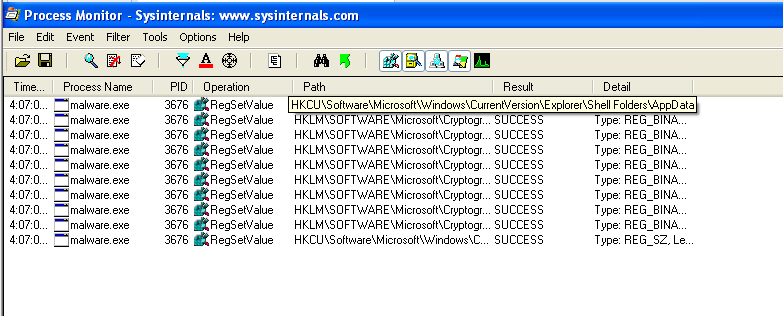 Process Monitor - Sysinternals: www.sysinternals.com
File Edit Event Filter Tools Options Help
Time... Process Name PID Operation Path Result Detail
4:07:0... malware.exe 3676 RegSetValue HKCU\Software\Microsoft\Windows\CurrentVersion\Explorer\Shell Folders\AppData
4:07:0... malware.exe 3676 RegSetValue HKLM\SOFTWARE\Microsoft\Cryptogr... SUCCESS Type: REG_BINA...
4:07:0... malware.exe 3676 RegSetValue HKLM\SOFTWARE\Microsoft\Cryptogr... SUCCESS Type: REG_BINA...
4:07:0... malware.exe 3676 RegSetValue HKLM\SOFTWARE\Microsoft\Cryptogr... SUCCESS Type: REG_BINA...
4:07:0... malware.exe 3676 RegSetValue HKLM\SOFTWARE\Microsoft\Cryptogr... SUCCESS Type: REG_BINA...
4:07:0... malware.exe 3676 RegSetValue HKLM\SOFTWARE\Microsoft\Cryptogr... SUCCESS Type: REG_BINA...
4:07:0... malware.exe 3676 RegSetValue HKLM\SOFTWARE\Microsoft\Cryptogr... SUCCESS Type: REG_BINA...
4:07:0... malware.exe 3676 RegSetValue HKLM\SOFTWARE\Microsoft\Cryptogr... SUCCESS Type: REG_BINA...
4:07:0... malware.exe 3676 RegSetValue HKLM\SOFTWARE\Microsoft\Cryptogr... SUCCESS Type: REG_BINA...
4:07:0... malware.exe 3676 RegSetValue HKCU\Software\Microsoft\Windows\C... SUCCESS Type: REG_SZ, Le...